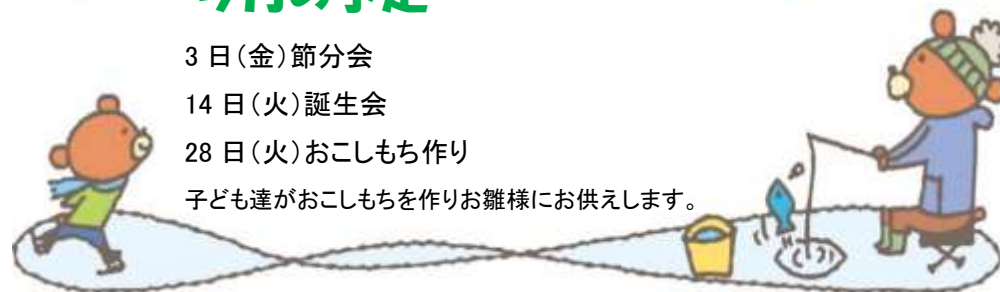 3 日（金）節分会
14 日（火）誕生会
28 日（火）おこしもち作り
子ども達がおこしもちを作りお雛様にお供えします。